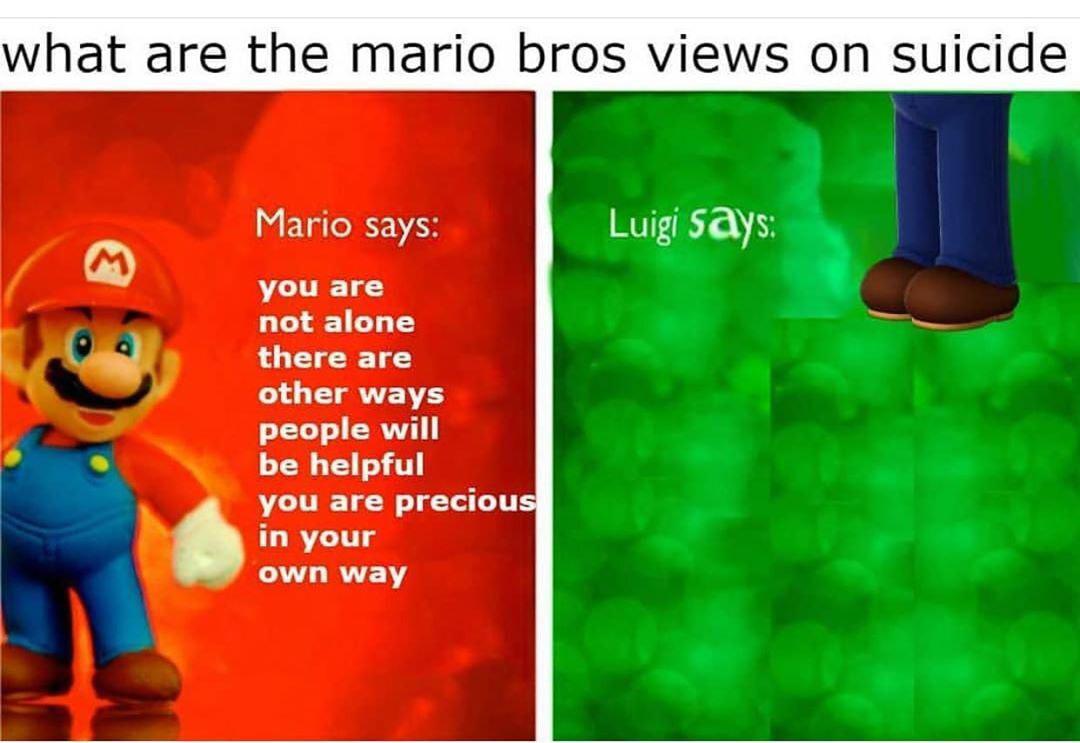 what are the mario bros views on suicide
Mario says:
you are
not alone
there are
other ways
people will
be helpful
you are precious
in your
own way
Luigi says:
M